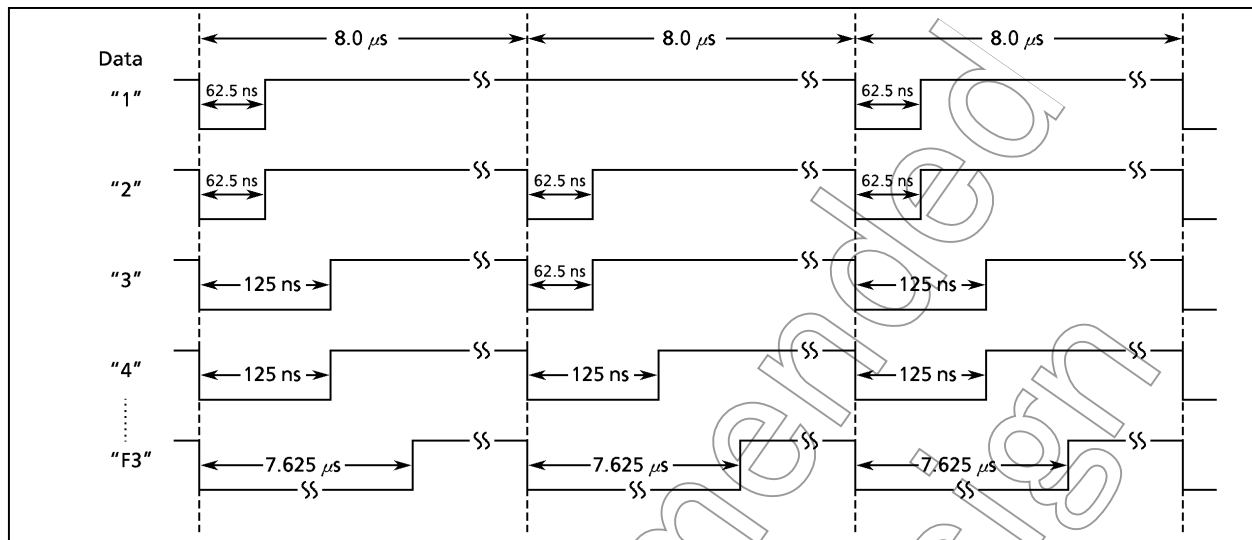 8.0 μs 8.0 μs 8.0 μs
Data
"1" 62.5 ns 62.5 ns
"2" 62.5 ns 62.5 ns 62.5 ns
"3" 125 ns 62.5 ns 125 ns
"4" 125 ns 125 ns 125 ns
"F3" 7.625 μs 7.625 μs 7.625 μs
mended
sign